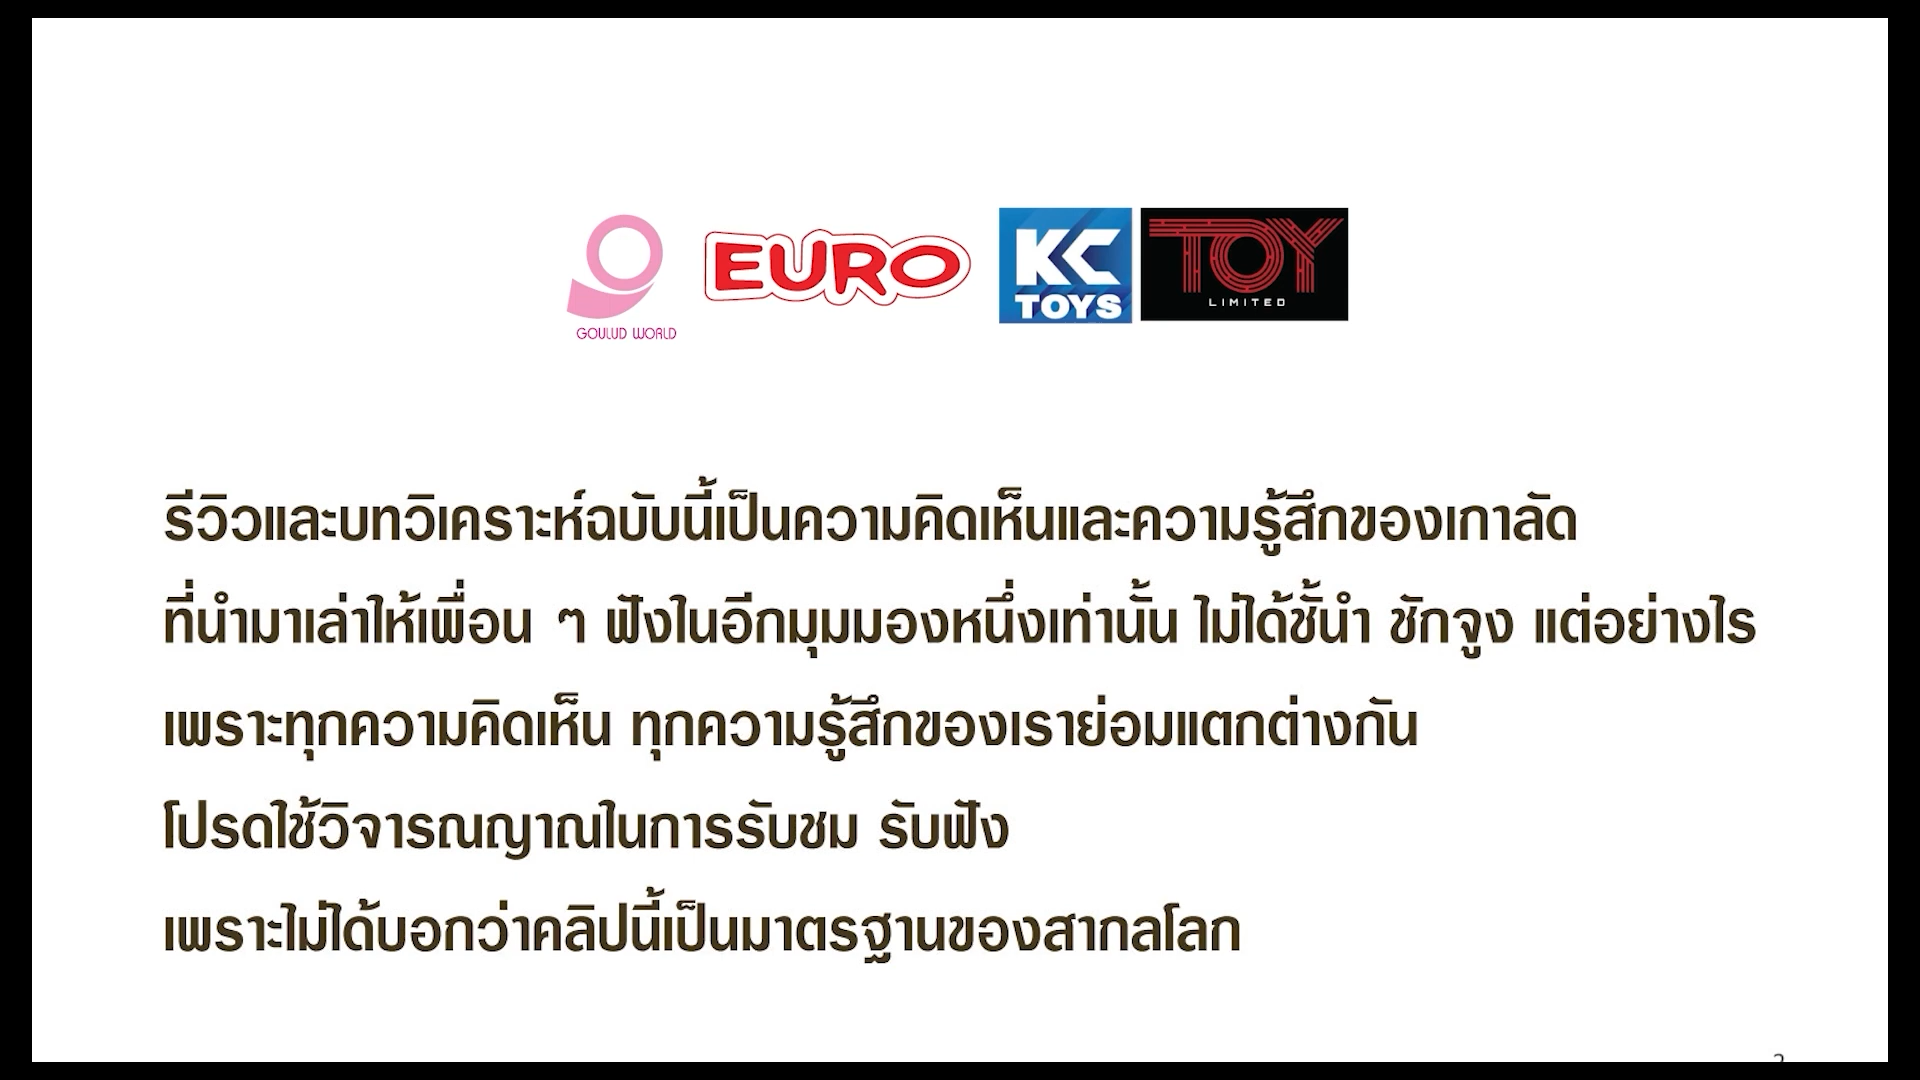 GOULUD WORLD
EURO
KC
TOYS
TOY
LIMITED
รีวิวและบทวิเคราะห์ฉบับนี้เป็นความคิดเห็นและความรู้สึกของเกาลัด
ที่นำมาเล่าให้เพื่อน ๆ ฟังในอีกมุมมองหนึ่งเท่านั้น ไม่ได้ชั้นำ ชักจูง แต่อย่างไร
เพราะทุกความคิดเห็น ทุกความรู้สึกของเราย่อมแตกต่างกัน
โปรดใช้วิจารณญาณในการรับชม รับฟัง
เพราะไม่ได้บอกว่าคลิปนี้เป็นมาตรฐานของสากลโลก